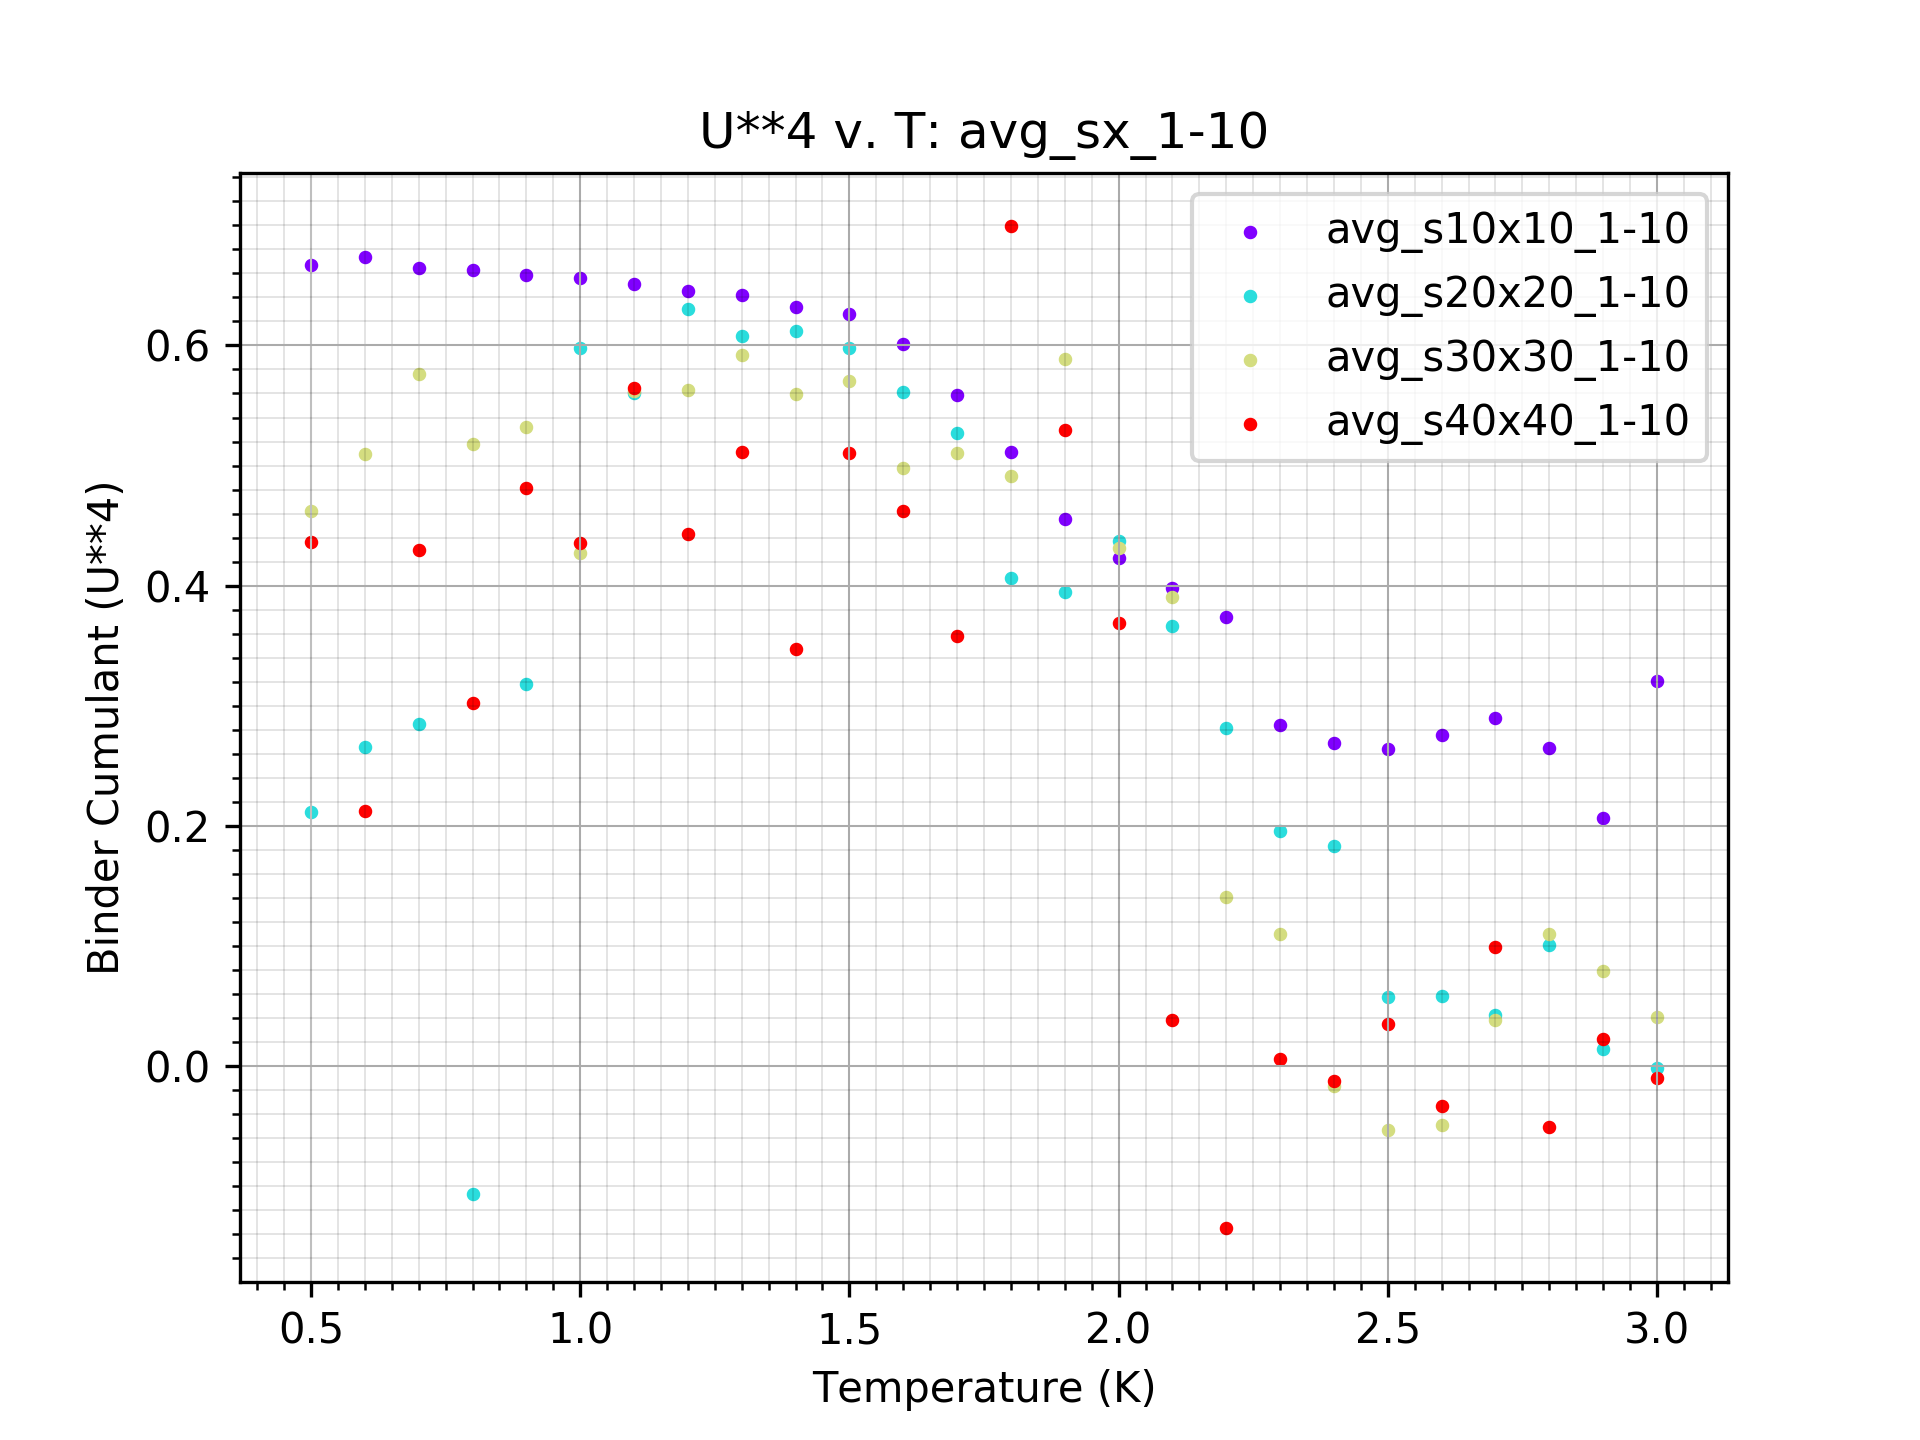 U**4 v. T: avg_sx_1-10
avg_s10x10_1-10
avg_s20x20_1-10
avg_s30x30_1-10
avg_s40x40_1-10
0.6
0.4
0.2
0.0
Binder Cumulant (U**4)
0.5 1.0 1.5 2.0 2.5 3.0
Temperature (K)